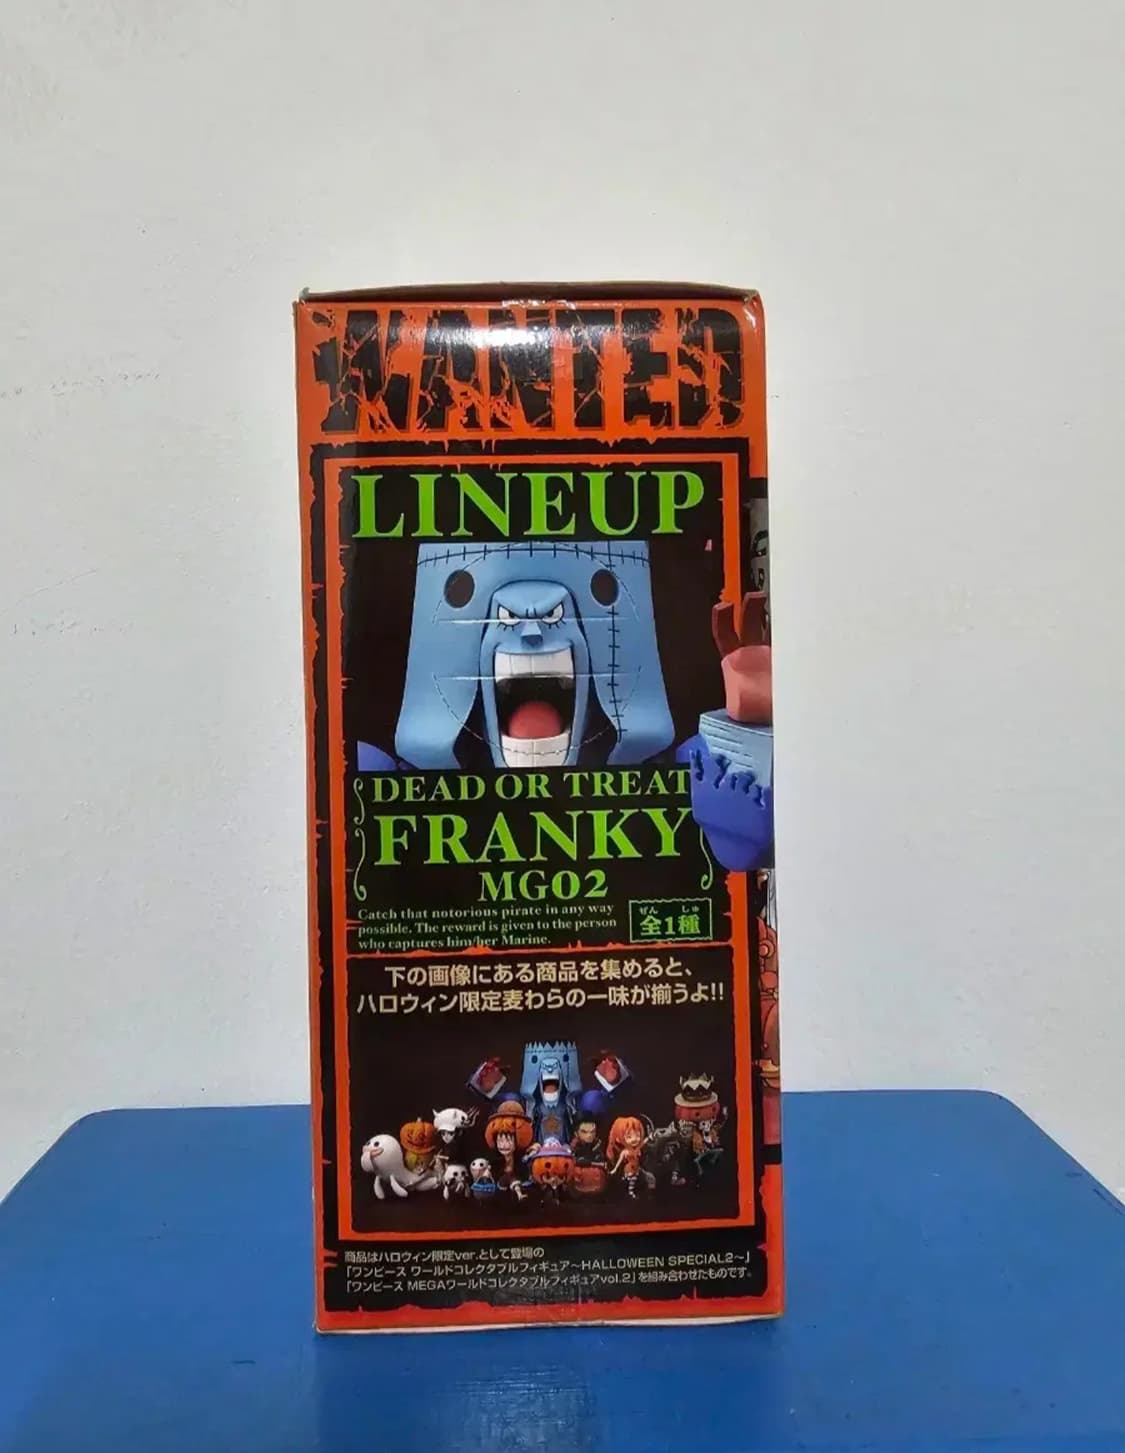 WANTED
LINEUP
DEAD OR TREAT
FRANKY
MG02
Catch that notorious pirate in any way
possible. The reward is given to the person
who captures him/her Marine.
ぜん しゅ
全1種
下の画像にある商品を集めると、
ハロウィン限定麦わらの一味が揃うよ!!
商品はハロウィン限定ver.として登場の
「ワンピース ワールドコレクタブルフィギュア～HALLOWEEN SPECIAL2～」
「ワンピース MEGAワールドコレクタブルフィギュアvol.2」を組み合わせたものです。